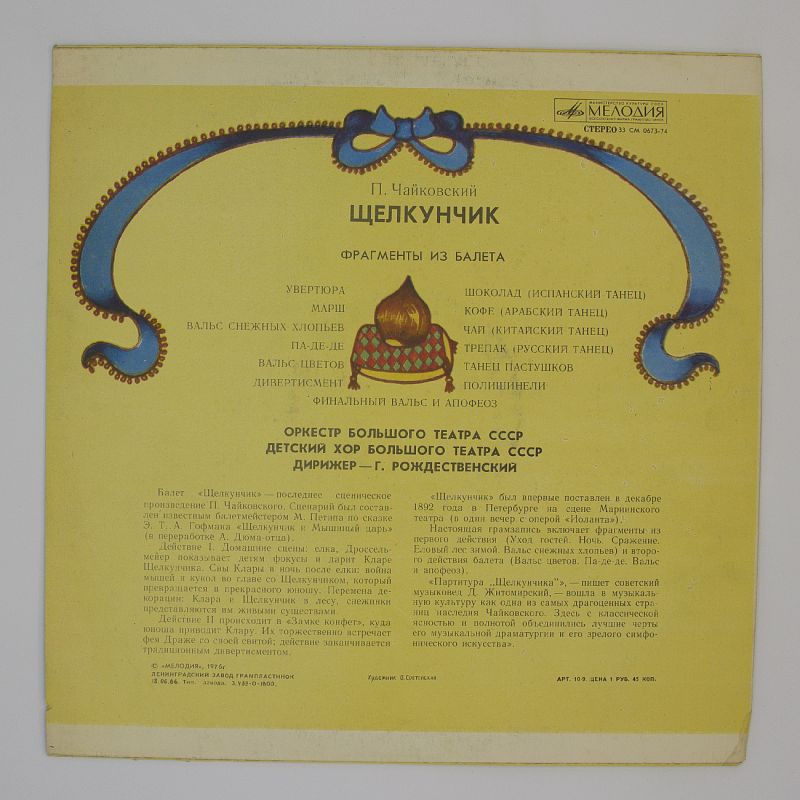 МИНИСТЕРСТВО КУЛЬТУРЫ СССР
МЕЛОДИЯ
ВСЕСОЮЗНАЯ ФИРМА ГРАМПЛАСТИНОК
СТЕРЕО 33 СМ 0673-74
П. Чайковский
ЩЕЛКУНЧИК
ФРАГМЕНТЫ ИЗ БАЛЕТА
УВЕРТЮРА
МАРШ
ВАЛЬС СНЕЖНЫХ ХЛОПЬЕВ
ПА-ДЕ-ДЕ
ВАЛЬС ЦВЕТОВ
ДИВЕРТИСМЕНТ
ШОКОЛАД (ИСПАНСКИЙ ТАНЕЦ)
КОФЕ (АРАБСКИЙ ТАНЕЦ)
ЧАЙ (КИТАЙСКИЙ ТАНЕЦ)
ТРЕПАК (РУССКИЙ ТАНЕЦ)
ТАНЕЦ ПАСТУШКОВ
ПОЛИШИНЕЛИ
ФИНАЛЬНЫЙ ВАЛЬС И АПОФЕОЗ
ОРКЕСТР БОЛЬШОГО ТЕАТРА СССР
ДЕТСКИЙ ХОР БОЛЬШОГО ТЕАТРА СССР
ДИРИЖЕР — Г. РОЖДЕСТВЕНСКИЙ
Балет «Щелкунчик» — последнее сценическое
произведение П. Чайковского. Сценарий был состав-
лен известным балетмейстером М. Петипа по сказке
Э. Т. А. Гофмана «Щелкунчик и Мышиный царь»
(в переработке А. Дюма-отца).
Действие I. Домашние сцены: елка, Дроссель-
мейер показывает детям фокусы и дарит Кларе
Щелкунчика. Сны Клары в ночь после елки: война
мышей и кукол во главе со Щелкунчиком, который
превращается в прекрасного юношу. Перемена де-
корации: Клара и Щелкунчик в лесу, снежинки
представляются им живыми существами.
Действие II происходит в «Замке конфет», куда
юноша приводит Клару. Их торжественно встречает
фея Драже со своей свитой; действие заканчивается
традиционным дивертисментом.
«Щелкунчик» был впервые поставлен в декабре
1892 года в Петербурге на сцене Мариинского
театра (в один вечер с оперой «Иоланта»).
Настоящая грамзапись включает фрагменты из
первого действия (Уход гостей. Ночь. Сражение.
Еловый лес зимой. Вальс снежных хлопьев) и второ-
го действия балета (Вальс цветов. Па-де-де. Вальс
и апофеоз).
«Партитура „Щелкунчика"», — пишет советский
музыковед Д. Житомирский, — вошла в музыкаль-
ную культуру как одна из самых драгоценных стра-
ниц наследия Чайковского. Здесь с классической
ясностью и полнотой объединились лучшие черты
его музыкальной драматургии и его зрелого симфо-
нического искусства».
© «МЕЛОДИЯ», 1976г
ЛЕНИНГРАДСКИЙ ЗАВОД ГРАМПЛАСТИНОК
Тип. завода.
Художник
АРТ. 10-9. ЦЕНА 1 РУБ. 45 КОП.